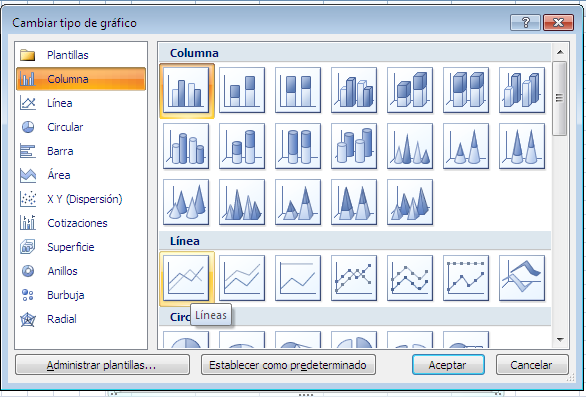 Cambiar tipo de gráfico
Plantillas
Columna
Línea
Circular
Barra
Área
X Y (Dispersión)
Cotizaciones
Superficie
Anillos
Burbuja
Radial
Columna
Línea
Líneas
Circ
Administrar plantillas...
Establecer como predeterminado
Aceptar
Cancelar